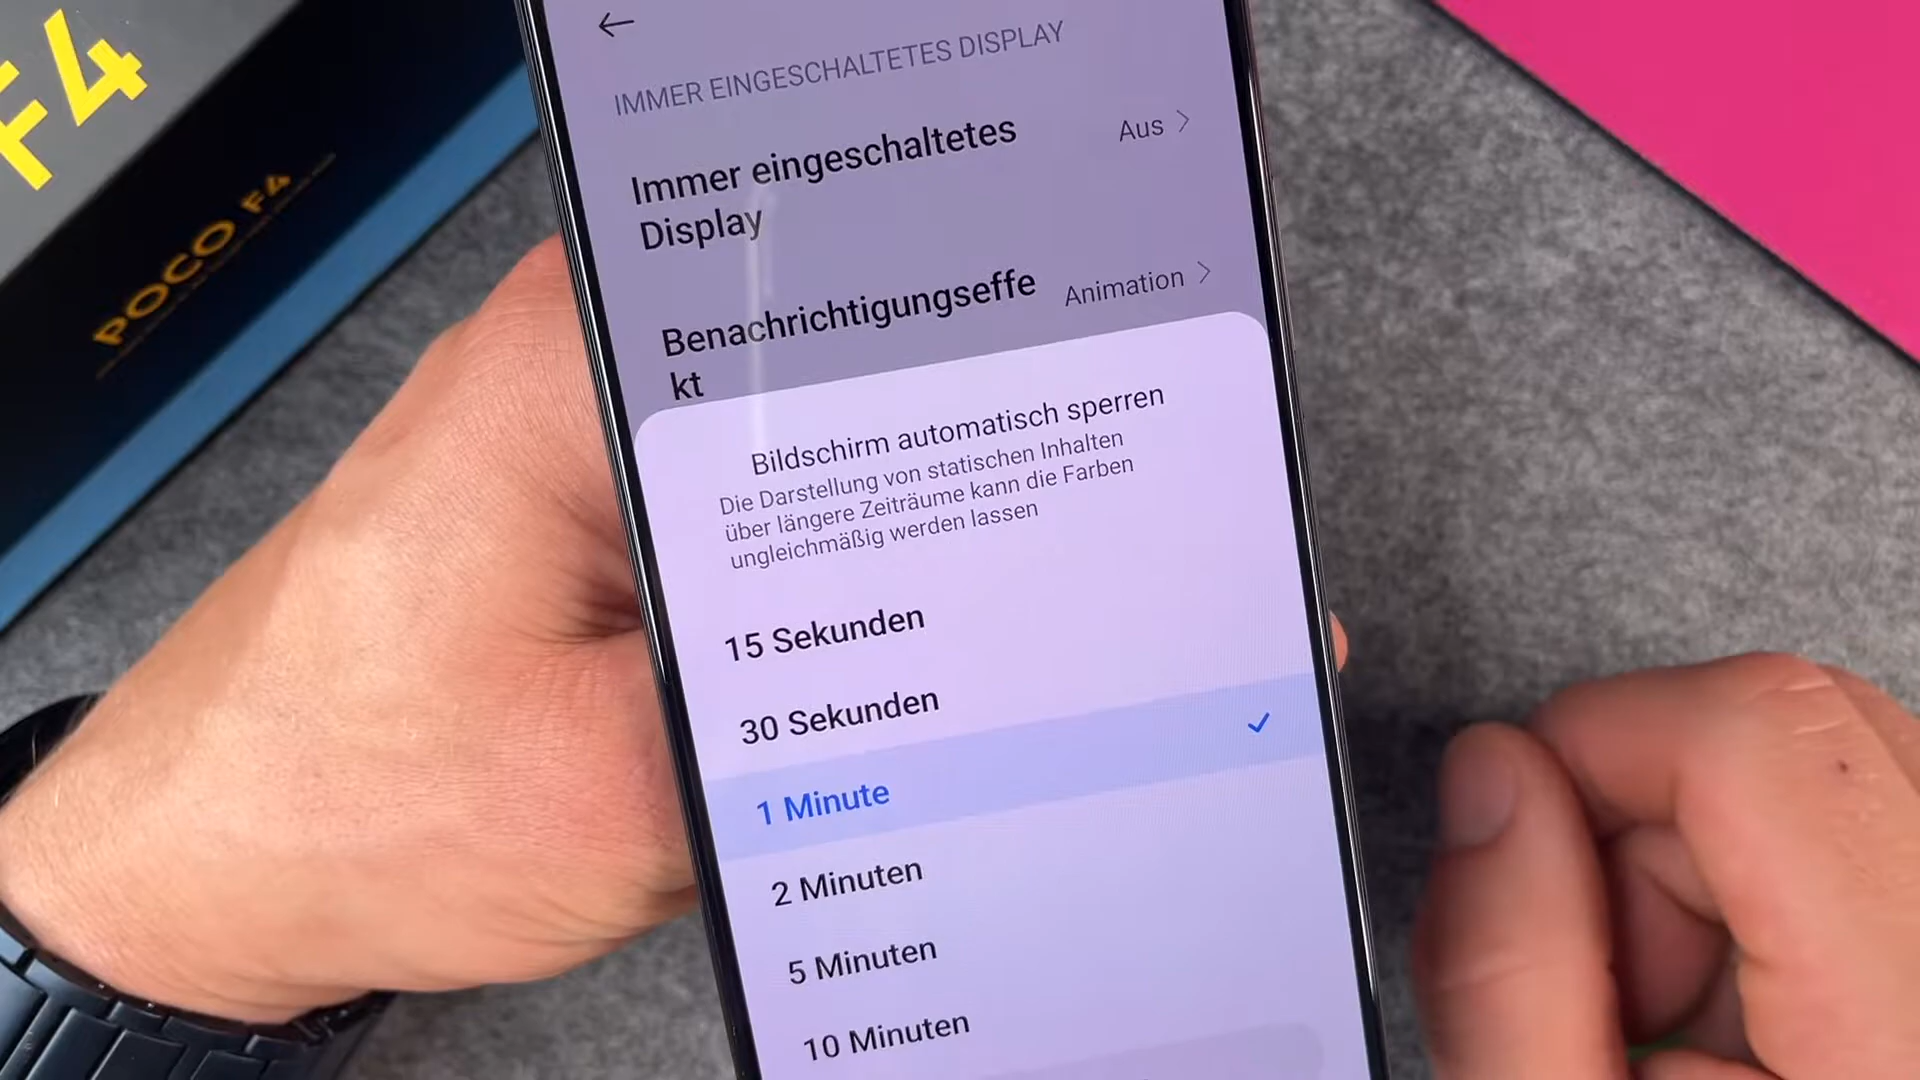 F4
POCO F4
IMMER EINGESCHALTETES DISPLAY
Immer eingeschaltetes
Display
Aus
Benachrichtigungseffe
kt
Animation
Bildschirm automatisch sperren
Die Darstellung von statischen Inhalten
über längere Zeiträume kann die Farben
ungleichmäßig werden lassen
15 Sekunden
30 Sekunden
1 Minute
2 Minuten
5 Minuten
10 Minuten